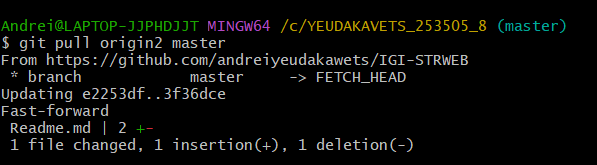 Andrei@LAPTOP-JJPHDJJT MINGW64 /c/YEUDAKAVETS_253505_8 (master)
$ git pull origin2 master
From https://github.com/andreiyeudakawets/IGI-STRWEB
 * branch            master     -> FETCH_HEAD
Updating e2253df..3f36dce
Fast-forward
 Readme.md | 2 +-
 1 file changed, 1 insertion(+), 1 deletion(-)